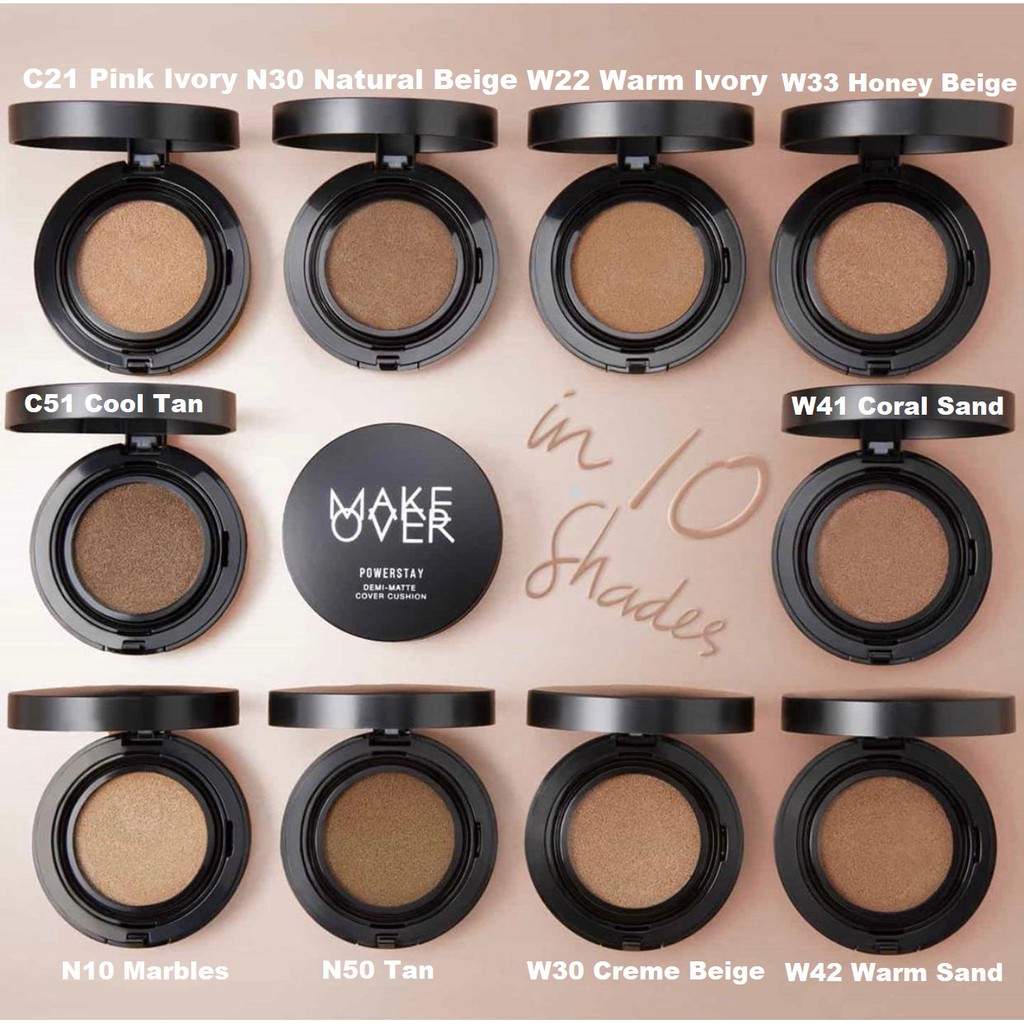 C21 Pink Ivory
N30 Natural Beige
W22 Warm Ivory
W33 Honey Beige
C51 Cool Tan
MAKE
OVER
POWERSTAY
DEMI-MATTE
COVER CUSHION
in 10
Shades
W41 Coral Sand
N10 Marbles
N50 Tan
W30 Creme Beige
W42 Warm Sand